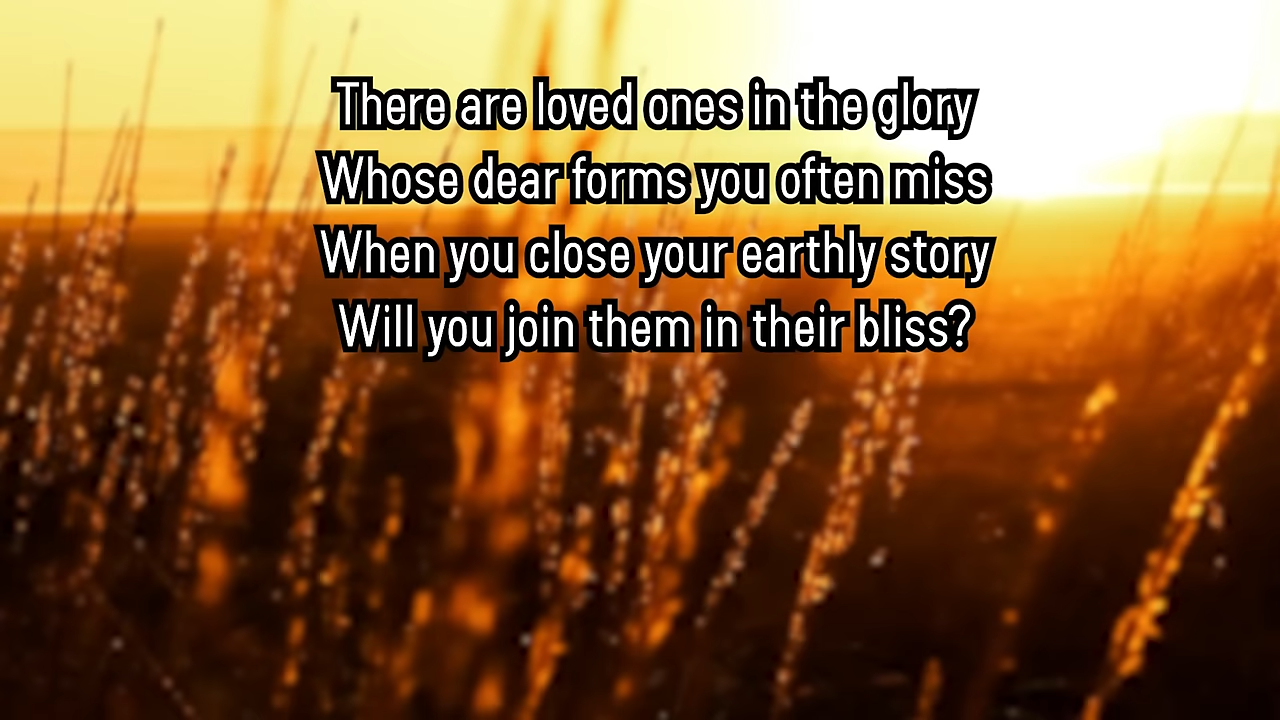 There are loved ones in the glory
Whose dear forms you often miss
When you close your earthly story
Will you join them in their bliss?